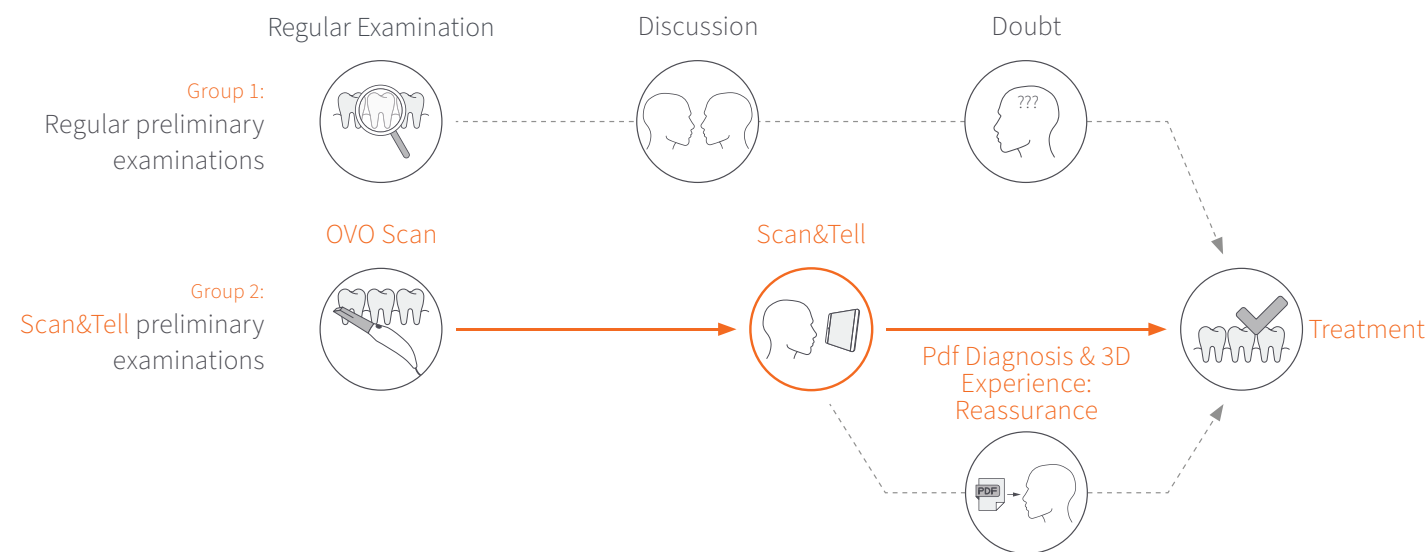 Regular Examination
Discussion
Doubt
Group 1:
Regular preliminary
examinations
???
OVO Scan
Scan&Tell
Group 2:
Scan&Tell preliminary
examinations
Treatment
Pdf Diagnosis & 3D
Experience:
Reassurance
PDF